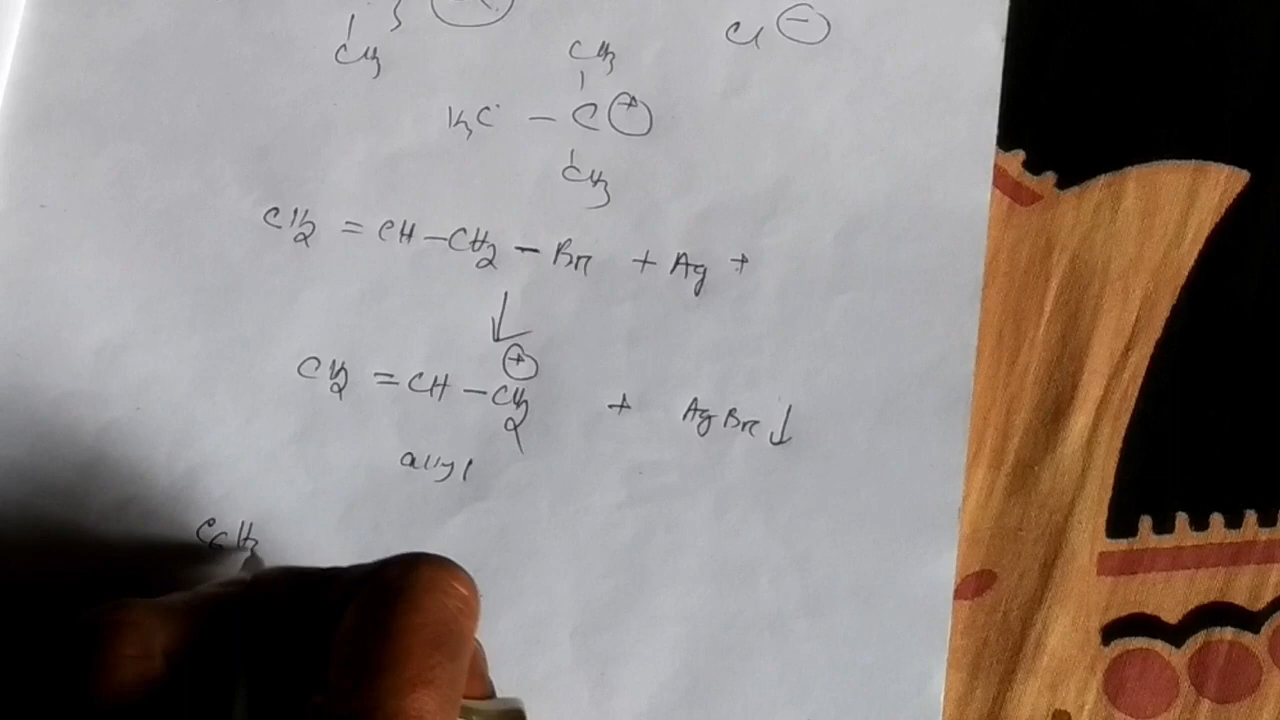 CH3 Cl ⊖
CH3
|
H3C – C ⊕
|
CH3
CH2 = CH – CH2 – Br + Ag +
↓
⊕
CH2 = CH – CH2 + AgBr ↓
allyl
C6H5